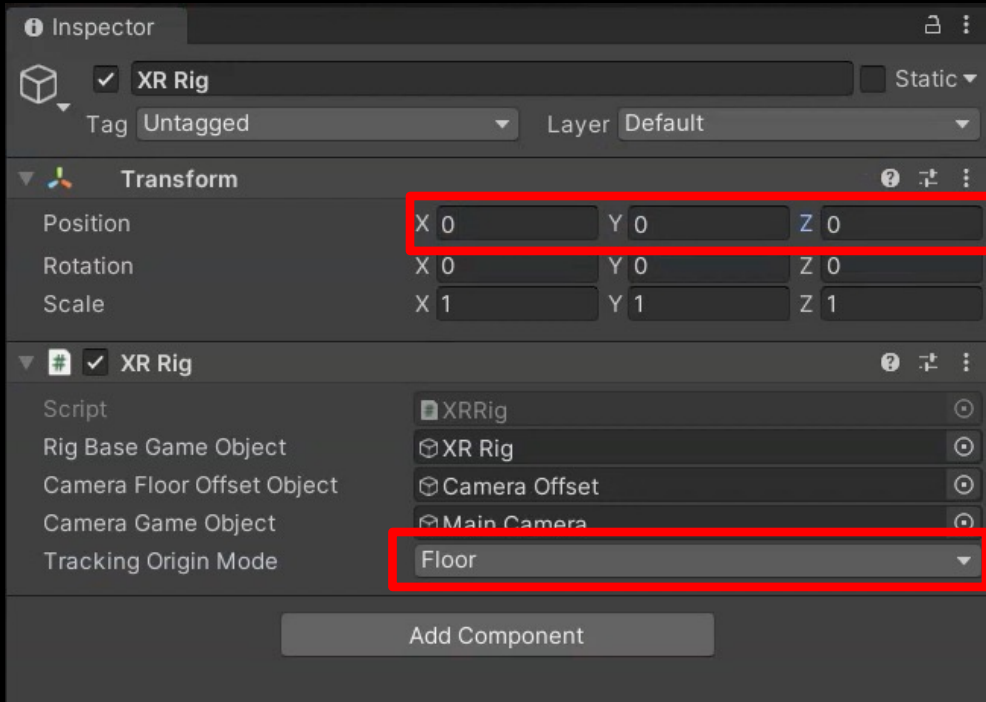 Inspector
XR Rig Static
Tag Untagged Layer Default
Transform
Position X 0 Y 0 Z 0
Rotation X 0 Y 0 Z 0
Scale X 1 Y 1 Z 1
# XR Rig
Script # XRRig
Rig Base Game Object XR Rig
Camera Floor Offset Object Camera Offset
Camera Game Object Main Camera
Tracking Origin Mode Floor
Add Component